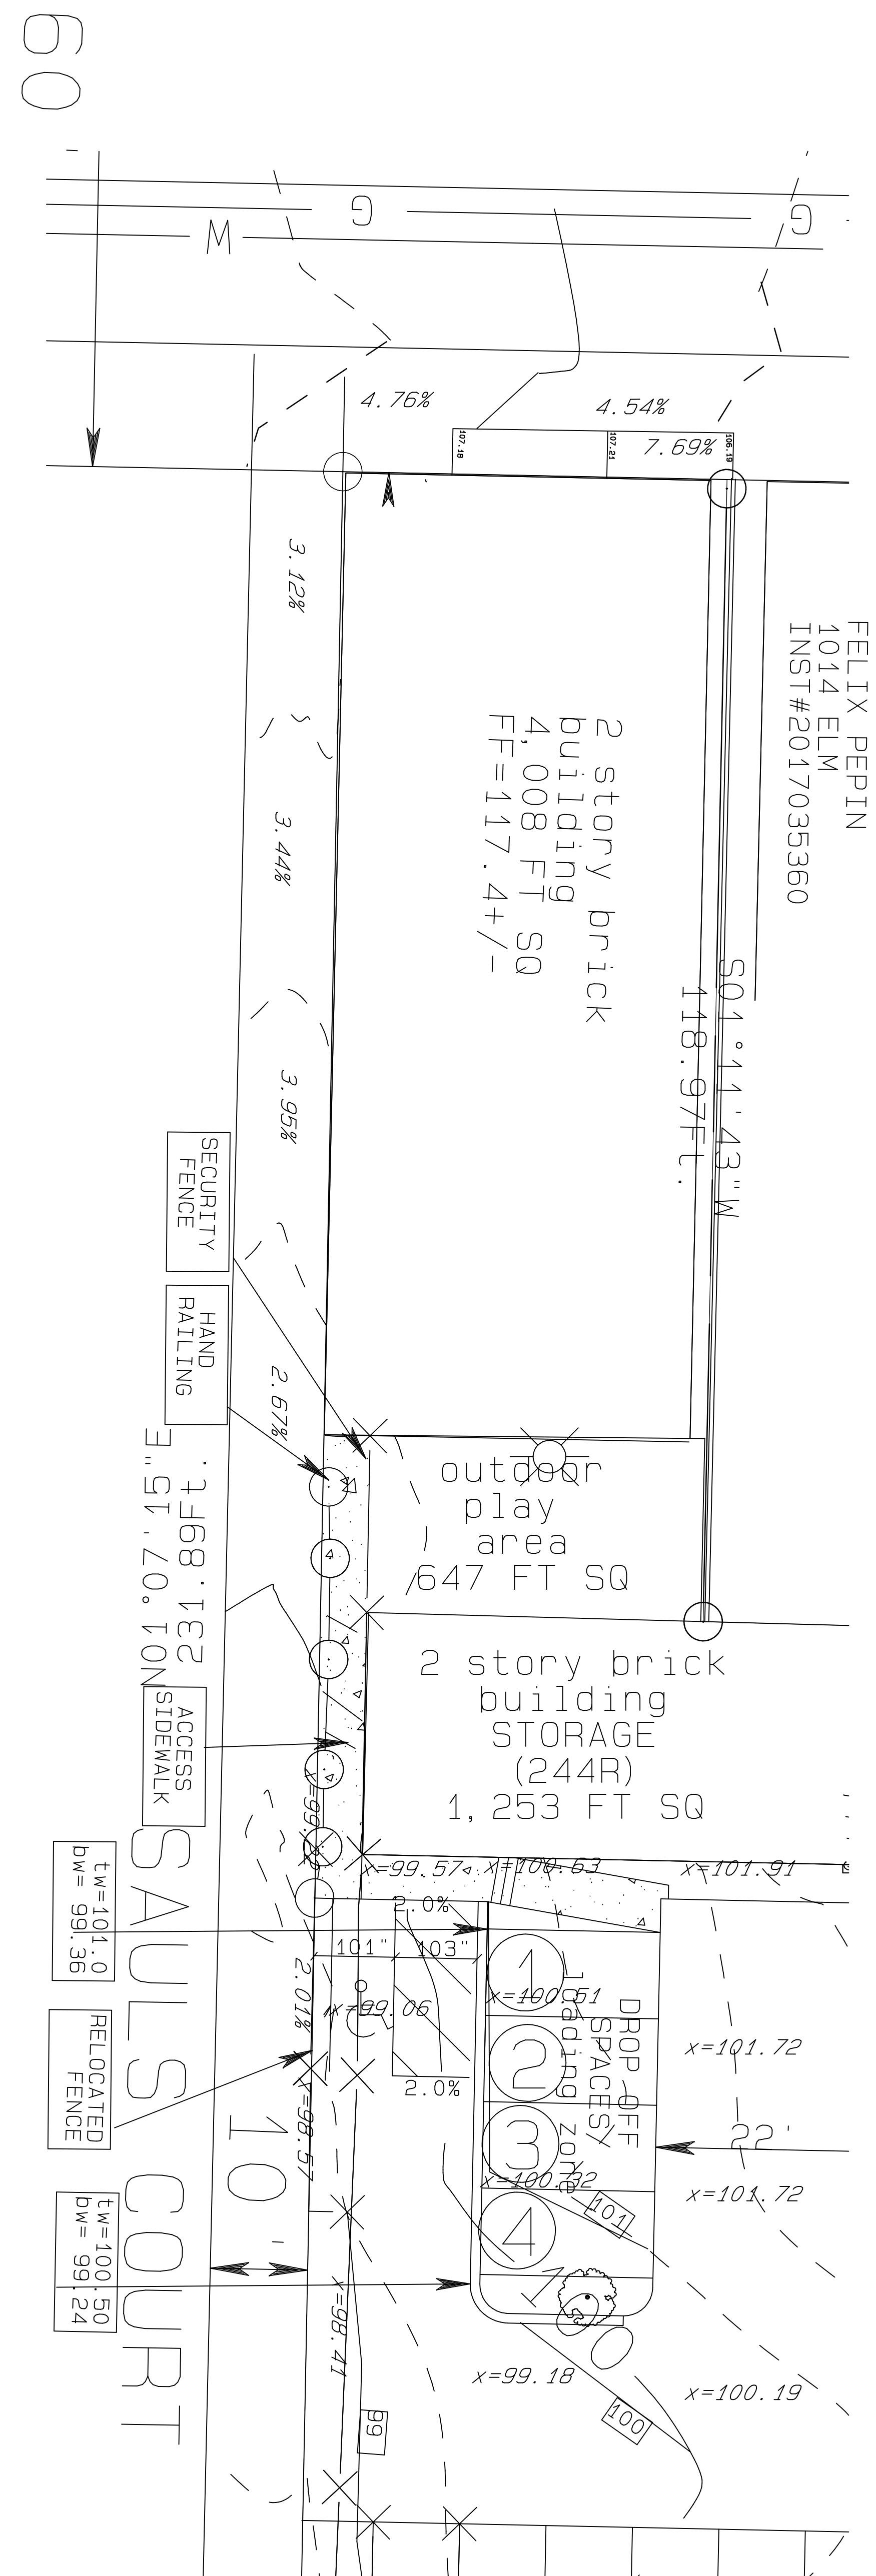 60
G
G
W
4.76%
4.54%
7.69%
107.18
107.21
106.19
3.12%
FELIX PEPIN
1014 ELM
INST#2017035360
2 story brick
building
4,008 FT SQ
FF=117.4+/-
3.44%
S01°11'43"W
118.97Ft.
3.95%
SECURITY
FENCE
HAND
RAILING
2.67%
N01°07'15"E
231.89Ft.
outdoor
play
area
647 FT SQ
2 story brick
building
STORAGE
(244R)
1,253 FT SQ
ACCESS
SIDEWALK
x=99.57
x=100.63
x=101.91
2.0%
tw=101.0
bw= 99.36
SAULS COURT
101"
103"
1
2.01%
x=99.06
x=100.51
DROP-OFF
SPACES/
loading zone
x=101.72
2
RELOCATED
FENCE
2.0%
x=98.57
3
22'
10'
x=100.32
x=101.72
101
4
tw=100.50
bw= 99.24
x=98.41
x=99.18
x=100.19
99
100